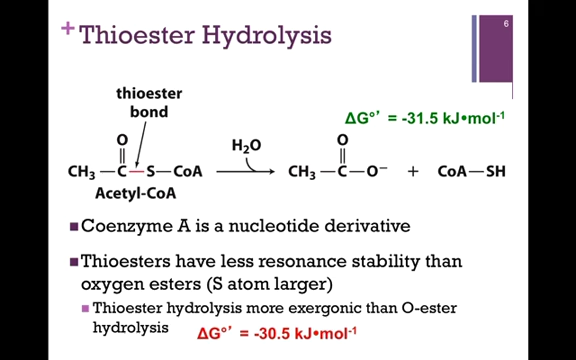 6
+ Thioester Hydrolysis
thioester
bond
ΔG°' = -31.5 kJ•mol-1
O
O
H2O
CH3 — C — S — CoA
CH3 — C — O− + CoA — SH
Acetyl-CoA
Coenzyme A is a nucleotide derivative
Thioesters have less resonance stability than
oxygen esters (S atom larger)
Thioester hydrolysis more exergonic than O-ester
hydrolysis
ΔG°' = -30.5 kJ•mol-1